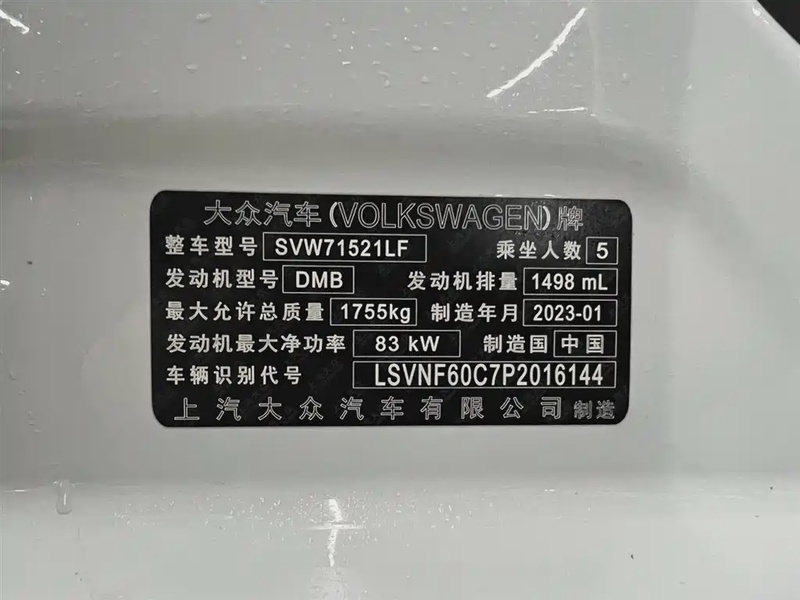 大众汽车(VOLKSWAGEN)牌
整车型号 SVW71521LF 乘坐人数 5
发动机型号 DMB 发动机排量 1498 mL
最大允许总质量 1755kg 制造年月 2023-01
发动机最大净功率 83 kW 制造国 中国
车辆识别代号 LSVNF60C7P2016144
上汽大众汽车有限公司 制造